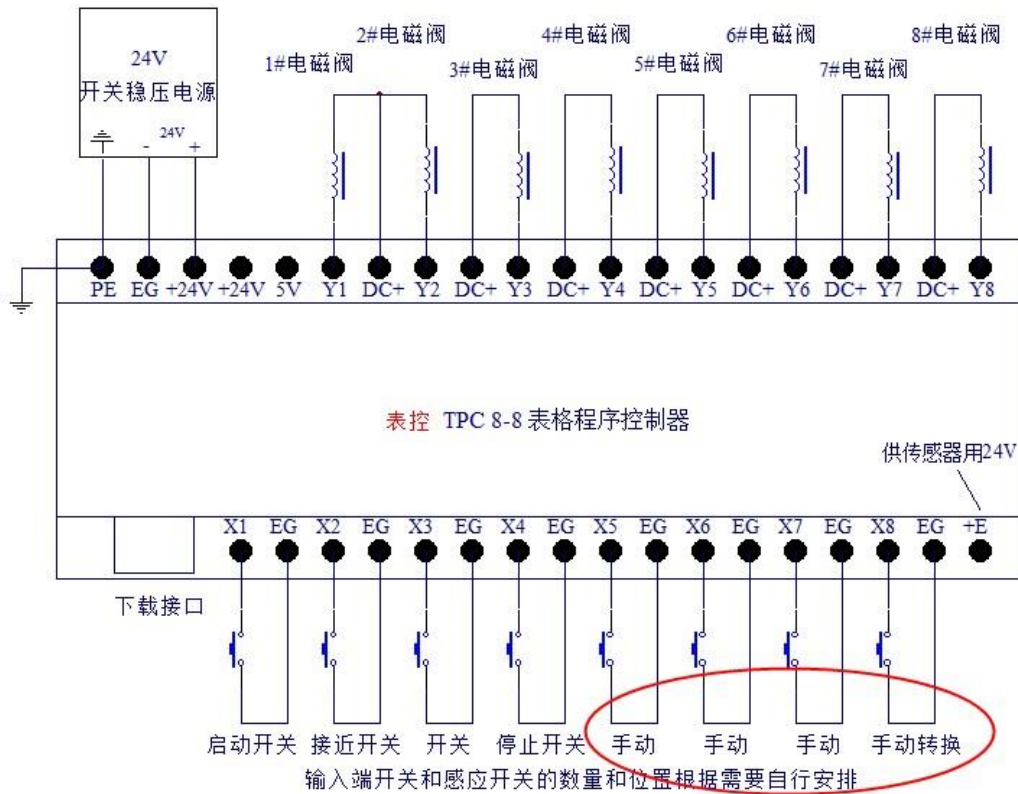 2#电磁阀 4#电磁阀 6#电磁阀 8#电磁阀
1#电磁阀 3#电磁阀 5#电磁阀 7#电磁阀
24V
开关稳压电源
- 24V +
PE EG +24V +24V 5V Y1 DC+ Y2 DC+ Y3 DC+ Y4 DC+ Y5 DC+ Y6 DC+ Y7 DC+ Y8
表控 TPC 8-8 表格程序控制器
供传感器用24V
X1 EG X2 EG X3 EG X4 EG X5 EG X6 EG X7 EG X8 EG +E
下载接口
启动开关 接近开关 开关 停止开关 手动 手动 手动 手动转换
输入端开关和感应开关的数量和位置根据需要自行安排